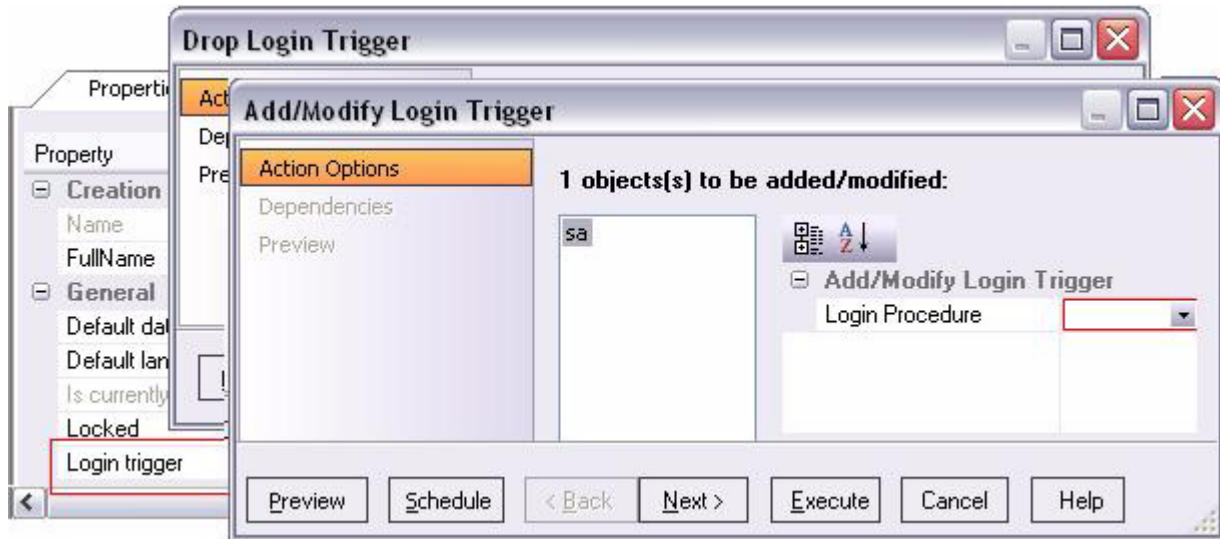 Drop Login Trigger
Properti
Act
Dep
Pre
Property
Creation
Name
FullName
General
Default dat
Default lan
Is currently
Locked
Login trigger
Add/Modify Login Trigger
Action Options
Dependencies
Preview
1 objects(s) to be added/modified:
sa
Add/Modify Login Trigger
Login Procedure
Preview
Schedule
< Back
Next >
Execute
Cancel
Help